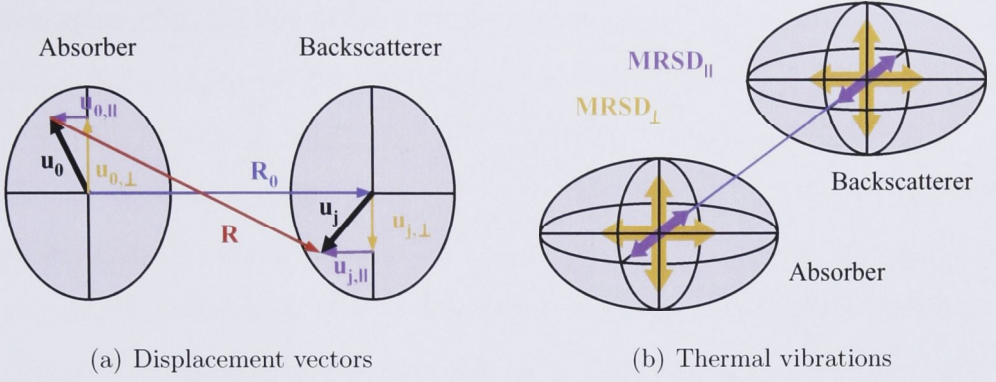 Absorber
Backscatterer
u0,||
u0
u0,⊥
R0
R
uj
uj,⊥
uj,||
(a) Displacement vectors
MRSD||
MRSD⊥
Backscatterer
Absorber
(b) Thermal vibrations